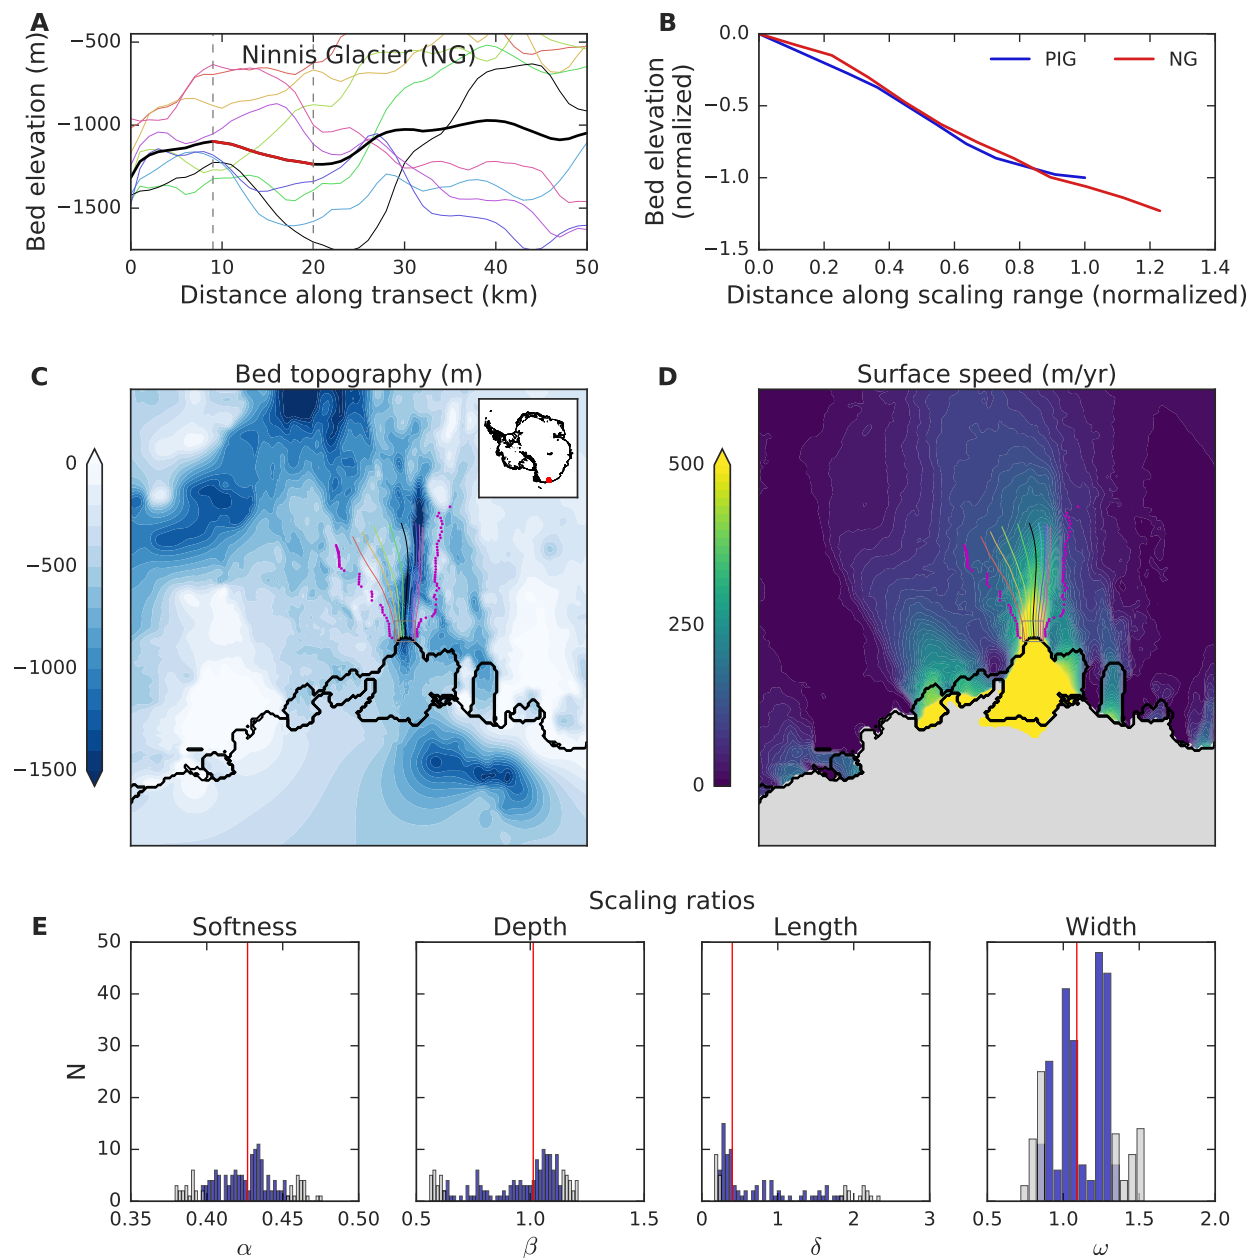 A
Ninnis Glacier (NG)
Bed elevation (m)
−500
−1000
−1500
0
10
20
30
40
50
Distance along transect (km)
B
PIG
NG
Bed elevation
(normalized)
0.0
−0.5
−1.0
−1.5
0.0
0.2
0.4
0.6
0.8
1.0
1.2
1.4
Distance along scaling range (normalized)
C
Bed topography (m)
0
−500
−1000
−1500
D
Surface speed (m/yr)
500
250
0
Scaling ratios
E
Softness
N
50
40
30
20
10
0
0.35
0.40
0.45
0.50
α
Depth
0.5
1.0
1.5
β
Length
0
1
2
3
δ
Width
0.5
1.0
1.5
2.0
ω